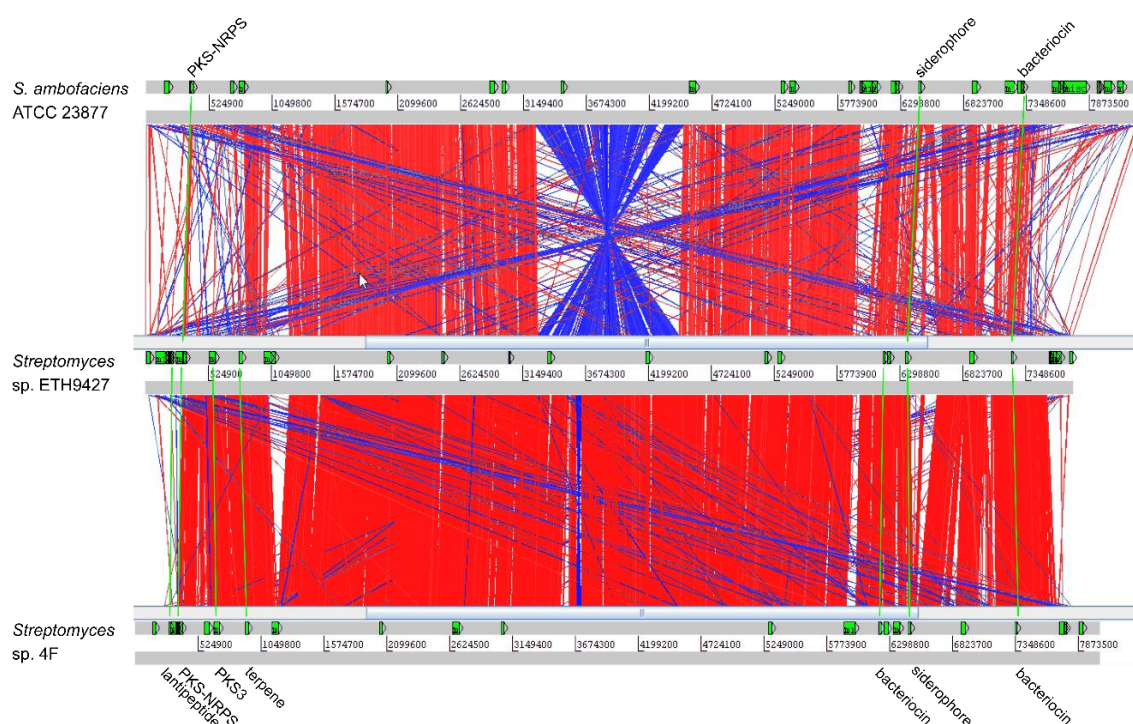 PKS-NRPS
siderophore
bacteriocin
S. ambofaciens
ATCC 23877
524900 1049800 1574700 2099600 2624500 3149400 3674300 4199200 4724100 5249000 5773900 6298800 6823700 7348600 7873500
Streptomyces
sp. ETH9427
524900 1049800 1574700 2099600 2624500 3149400 3674300 4199200 4724100 5249000 5773900 6298800 6823700 7348600
Streptomyces
sp. 4F
524900 1049800 1574700 2099600 2624500 3149400 3674300 4199200 4724100 5249000 5773900 6298800 6823700 7348600 7873500
lantipeptide
PKS-NRPS
PKS3
terpene
bacteriocin
siderophore
bacteriocin